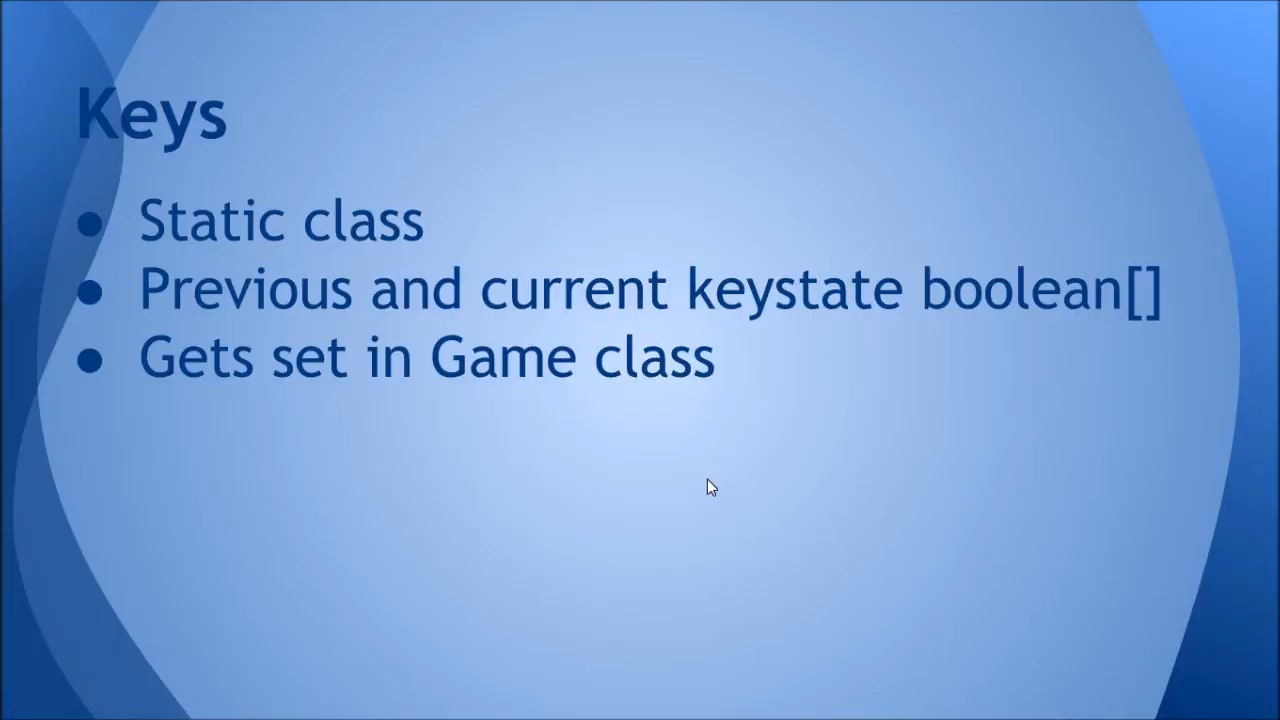 Keys
● Static class
● Previous and current keystate boolean[]
● Gets set in Game class